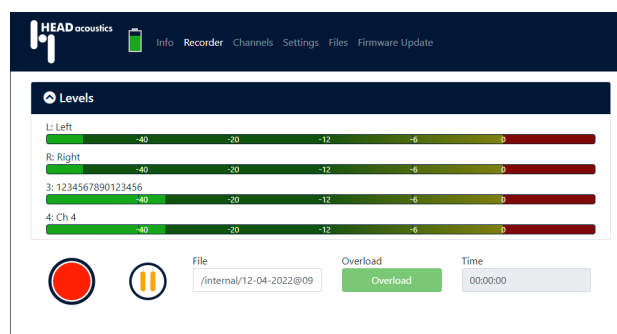 HEAD acoustics
Info Recorder Channels Settings Files Firmware Update
Levels
L: Left
-40 -20 -12 -6 0
R: Right
-40 -20 -12 -6 0
3: 1234567890123456
-40 -20 -12 -6 0
4: Ch 4
-40 -20 -12 -6 0
File Overload Time
/internal/12-04-2022@09 Overload 00:00:00